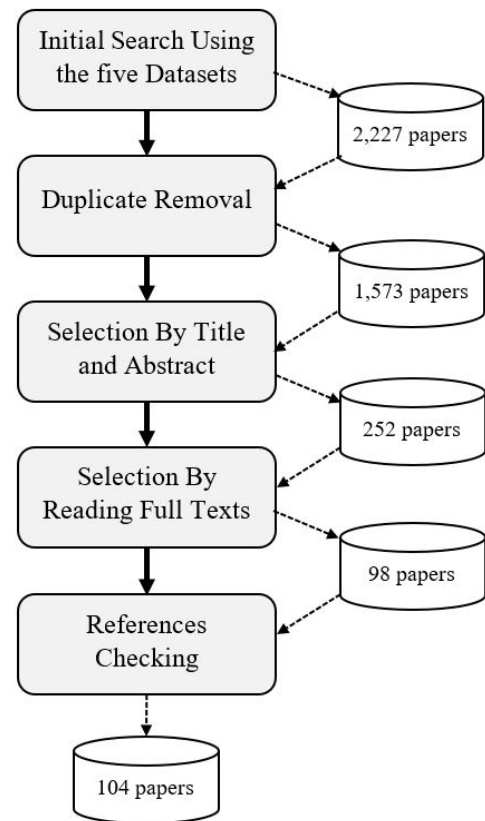 Initial Search Using
the five Datasets
2,227 papers
Duplicate Removal
1,573 papers
Selection By Title
and Abstract
252 papers
Selection By
Reading Full Texts
98 papers
References
Checking
104 papers